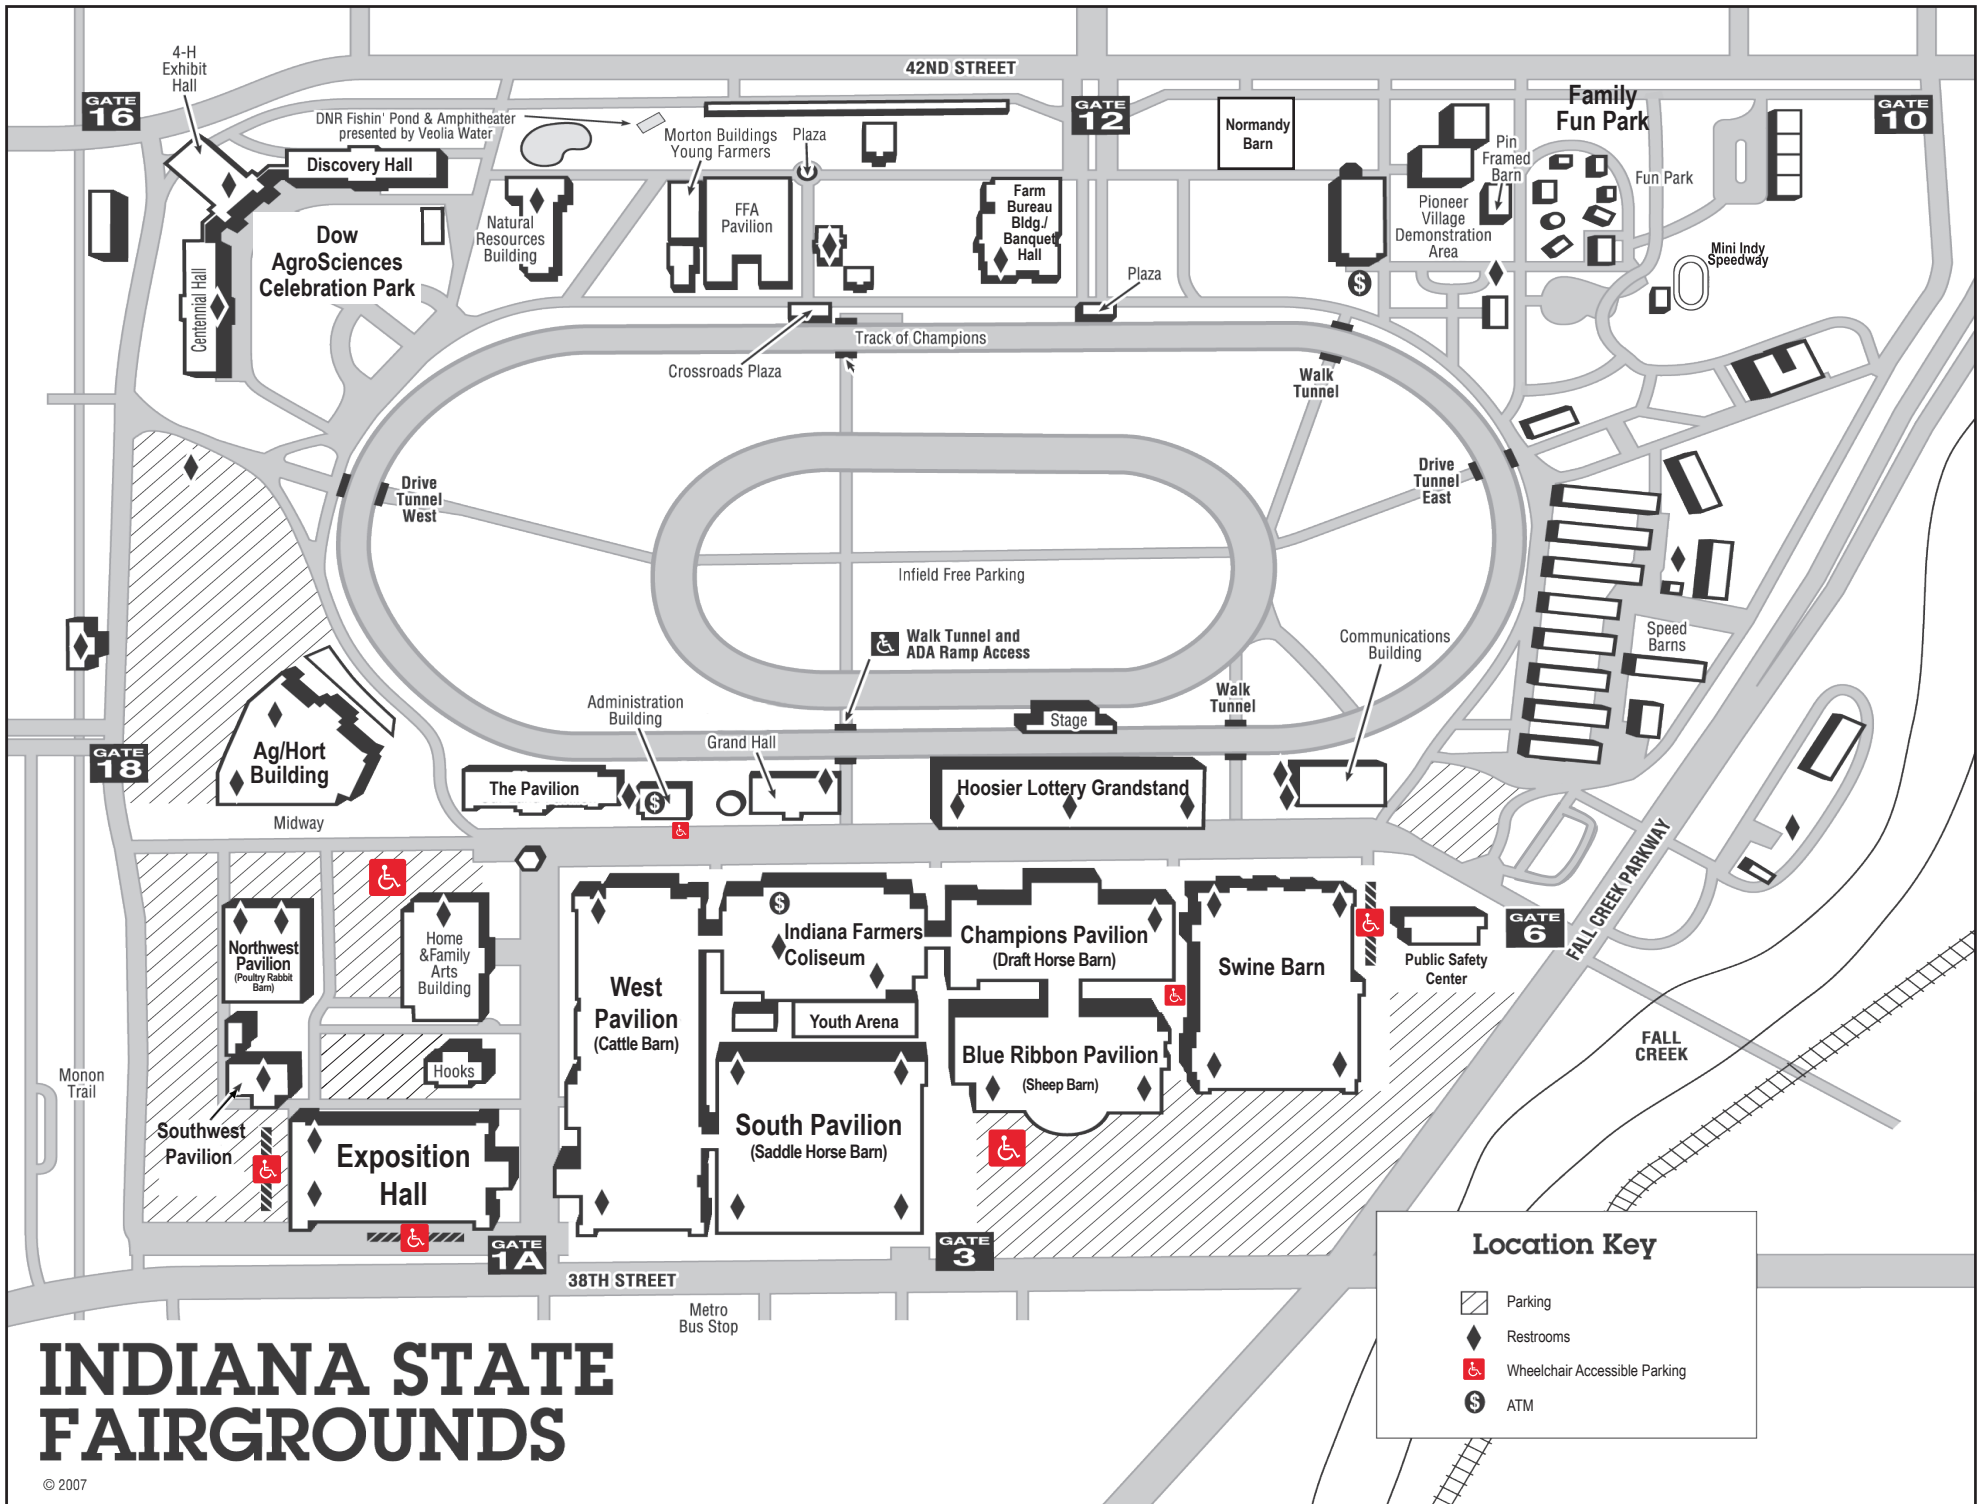 42ND STREET
4-H
Exhibit
Hall
GATE
16
DNR Fishin' Pond & Amphitheater
presented by Veolia Water
Discovery Hall
Morton Buildings
Young Farmers
Plaza
GATE
12
Normandy
Barn
Family
Fun Park
GATE
10
Pin
Framed
Barn
Fun Park
Dow
AgroSciences
Celebration Park
Natural
Resources
Building
FFA
Pavilion
Farm
Bureau
Bldg./
Banquet
Hall
Pioneer
Village
Demonstration
Area
Mini Indy
Speedway
Centennial Hall
$
Plaza
Track of Champions
Crossroads Plaza
Walk
Tunnel
Drive
Tunnel
West
Drive
Tunnel
East
Infield Free Parking
Walk Tunnel and
ADA Ramp Access
Communications
Building
Speed
Barns
Administration
Building
Walk
Tunnel
Stage
Grand Hall
Ag/Hort
Building
GATE
18
The Pavilion
$
Hoosier Lottery Grandstand
Midway
FALL CREEK PARKWAY
GATE
6
Northwest
Pavilion
(Poultry Rabbit
Barn)
Home
&Family
Arts
Building
West
Pavilion
(Cattle Barn)
$
Indiana Farmers
Coliseum
Youth Arena
Champions Pavilion
(Draft Horse Barn)
Swine Barn
Public Safety
Center
Blue Ribbon Pavilion
(Sheep Barn)
FALL
CREEK
Monon
Trail
Hooks
Southwest
Pavilion
Exposition
Hall
South Pavilion
(Saddle Horse Barn)
GATE
1A
GATE
3
38TH STREET
Metro
Bus Stop
Location Key
Parking
Restrooms
Wheelchair Accessible Parking
$ ATM
INDIANA STATE
FAIRGROUNDS
© 2007